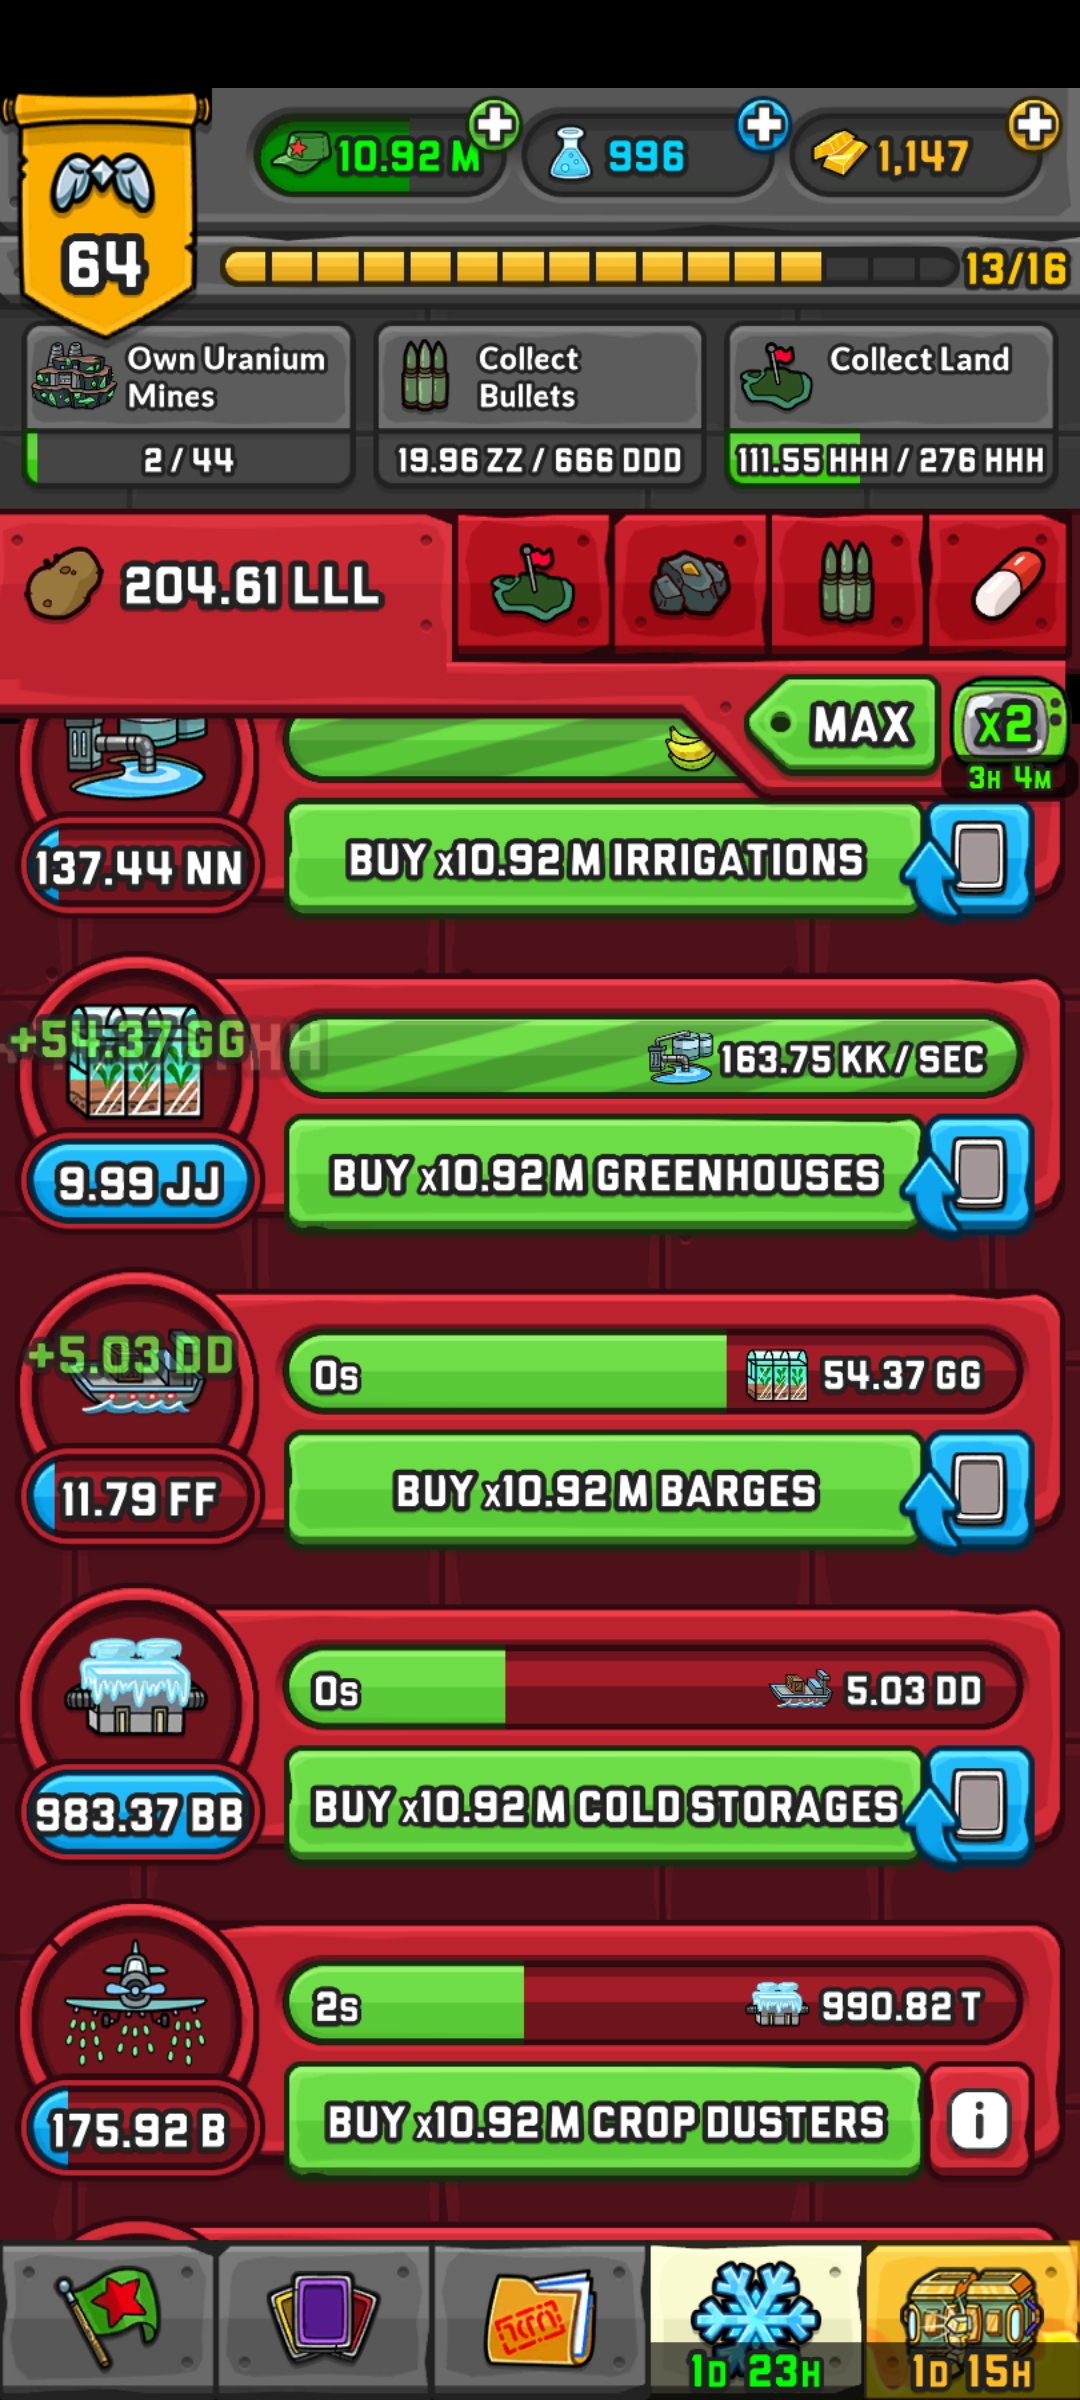 10.92 M
996
1,147
64
13/16
Own Uranium
Mines
2 / 44
Collect
Bullets
19.96 ZZ / 666 DDD
Collect Land
111.55 HHH / 276 HHH
204.61 LLL
MAX
x2
3H 4M
137.44 NN
BUY x10.92 M IRRIGATIONS
+54.37 GG
163.75 KK / SEC
9.99 JJ
BUY x10.92 M GREENHOUSES
+5.03 DD
0s
54.37 GG
11.79 FF
BUY x10.92 M BARGES
0s
5.03 DD
983.37 BB
BUY x10.92 M COLD STORAGES
2s
990.82 T
175.92 B
BUY x10.92 M CROP DUSTERS
i
1D 23H
1D 15H